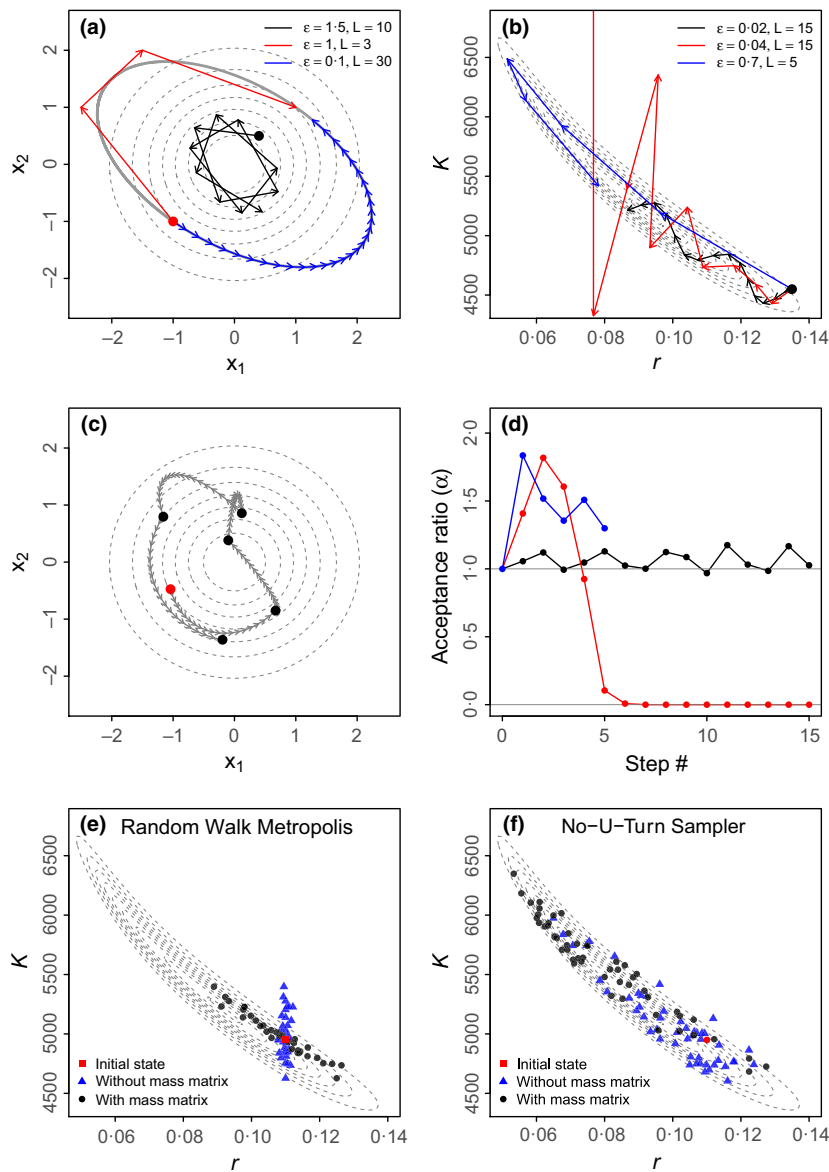 (a)
ε = 1·5, L = 10
ε = 1, L = 3
ε = 0·1, L = 30
2
1
0
−1
−2
x2
−2 −1 0 1 2
x1
(b)
ε=0·02, L = 15
ε=0·04, L = 15
ε=0·7, L = 5
6500
6000
5500
5000
4500
K
0·06 0·08 0·10 0·12 0·14
r
(c)
2
1
0
−1
−2
x2
−2 −1 0 1 2
x1
(d)
2·0
1·5
1·0
0·5
0·0
Acceptance ratio (α)
0 5 10 15
Step #
(e) Random Walk Metropolis
6500
6000
5500
5000
4500
K
Initial state
Without mass matrix
With mass matrix
0·06 0·08 0·10 0·12 0·14
r
(f) No−U−Turn Sampler
6500
6000
5500
5000
4500
K
Initial state
Without mass matrix
With mass matrix
0·06 0·08 0·10 0·12 0·14
r